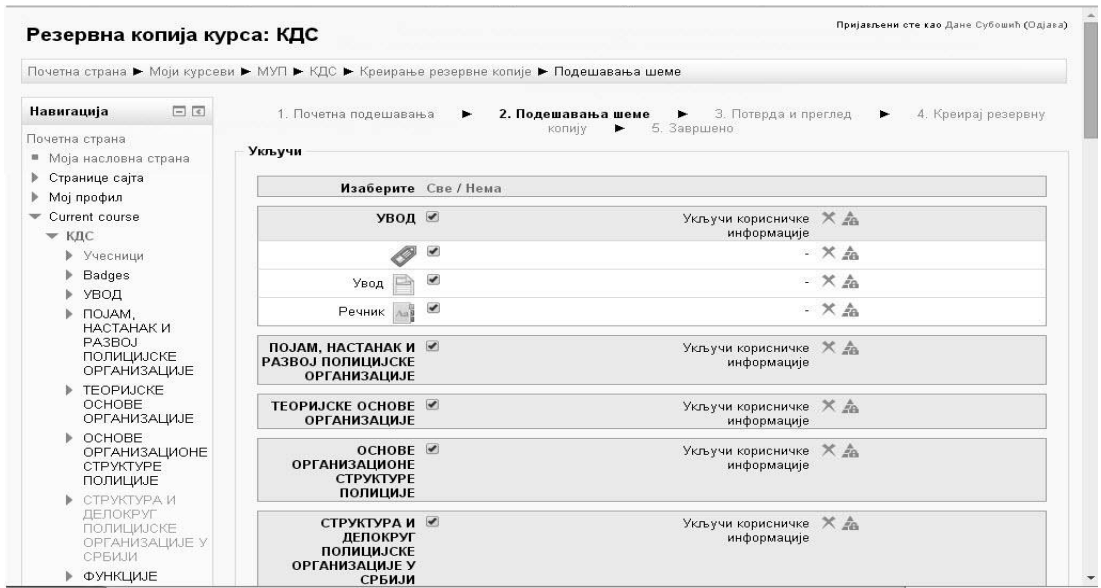 Резервна копија курса: КДС
Пријављени сте као Дане Субошић (Одјава)
Почетна страна ► Моји курсеви ► МУП ► КДС ► Креирање резервне копије ► Подешавања шеме
Навигација
Почетна страна
Моја насловна страна
Странице сајта
Мој профил
Current course
КДС
Учесници
Badges
УВОД
ПОЈАМ,
НАСТАНАК И
РАЗВОЈ
ПОЛИЦИЈСКЕ
ОРГАНИЗАЦИЈЕ
ТЕОРИЈСКЕ
ОСНОВЕ
ОРГАНИЗАЦИЈЕ
ОСНОВЕ
ОРГАНИЗАЦИОНЕ
СТРУКТУРЕ
ПОЛИЦИЈЕ
СТРУКТУРА И
ДЕЛОКРУГ
ПОЛИЦИЈСКЕ
ОРГАНИЗАЦИЈЕ У
СРБИЈИ
ФУНКЦИЈЕ
1. Почетна подешавања ► 2. Подешавања шеме ► 3. Потврда и преглед ► 4. Креирај резервну
копију ► 5. Завршено
Укључи
Изаберите Све / Нема
УВОД Укључи корисничке
информације
-
Увод -
Речник Aa -
ПОЈАМ, НАСТАНАК И Укључи корисничке
РАЗВОЈ ПОЛИЦИЈСКЕ информације
ОРГАНИЗАЦИЈЕ
ТЕОРИЈСКЕ ОСНОВЕ Укључи корисничке
ОРГАНИЗАЦИЈЕ информације
ОСНОВЕ Укључи корисничке
ОРГАНИЗАЦИОНЕ информације
СТРУКТУРЕ
ПОЛИЦИЈЕ
СТРУКТУРА И Укључи корисничке
ДЕЛОКРУГ информације
ПОЛИЦИЈСКЕ
ОРГАНИЗАЦИЈЕ У
СРБИЈИ